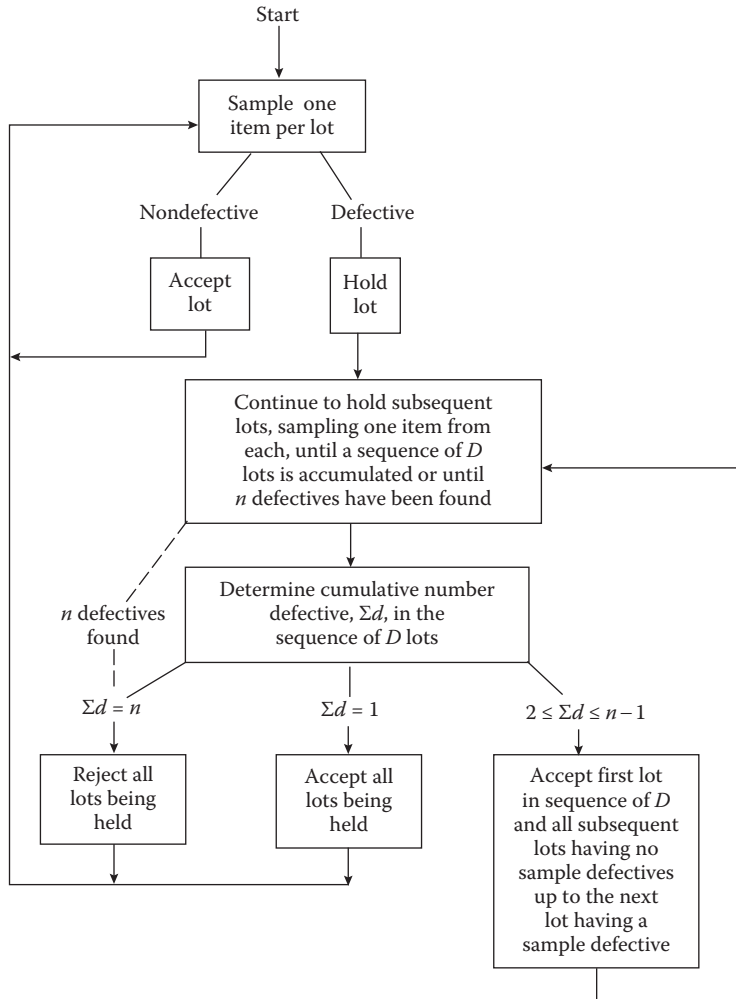 Start
Sample one
item per lot
Nondefective
Defective
Accept
lot
Hold
lot
Continue to hold subsequent
lots, sampling one item from
each, until a sequence of D
lots is accumulated or until
n defectives have been found
n defectives
found
Determine cumulative number
defective, Σd, in the
sequence of D lots
Σd = n
Σd = 1
2 ≤ Σd ≤ n – 1
Reject all
lots being
held
Accept all
lots being
held
Accept first lot
in sequence of D
and all subsequent
lots having no
sample defectives
up to the next
lot having a
sample defective